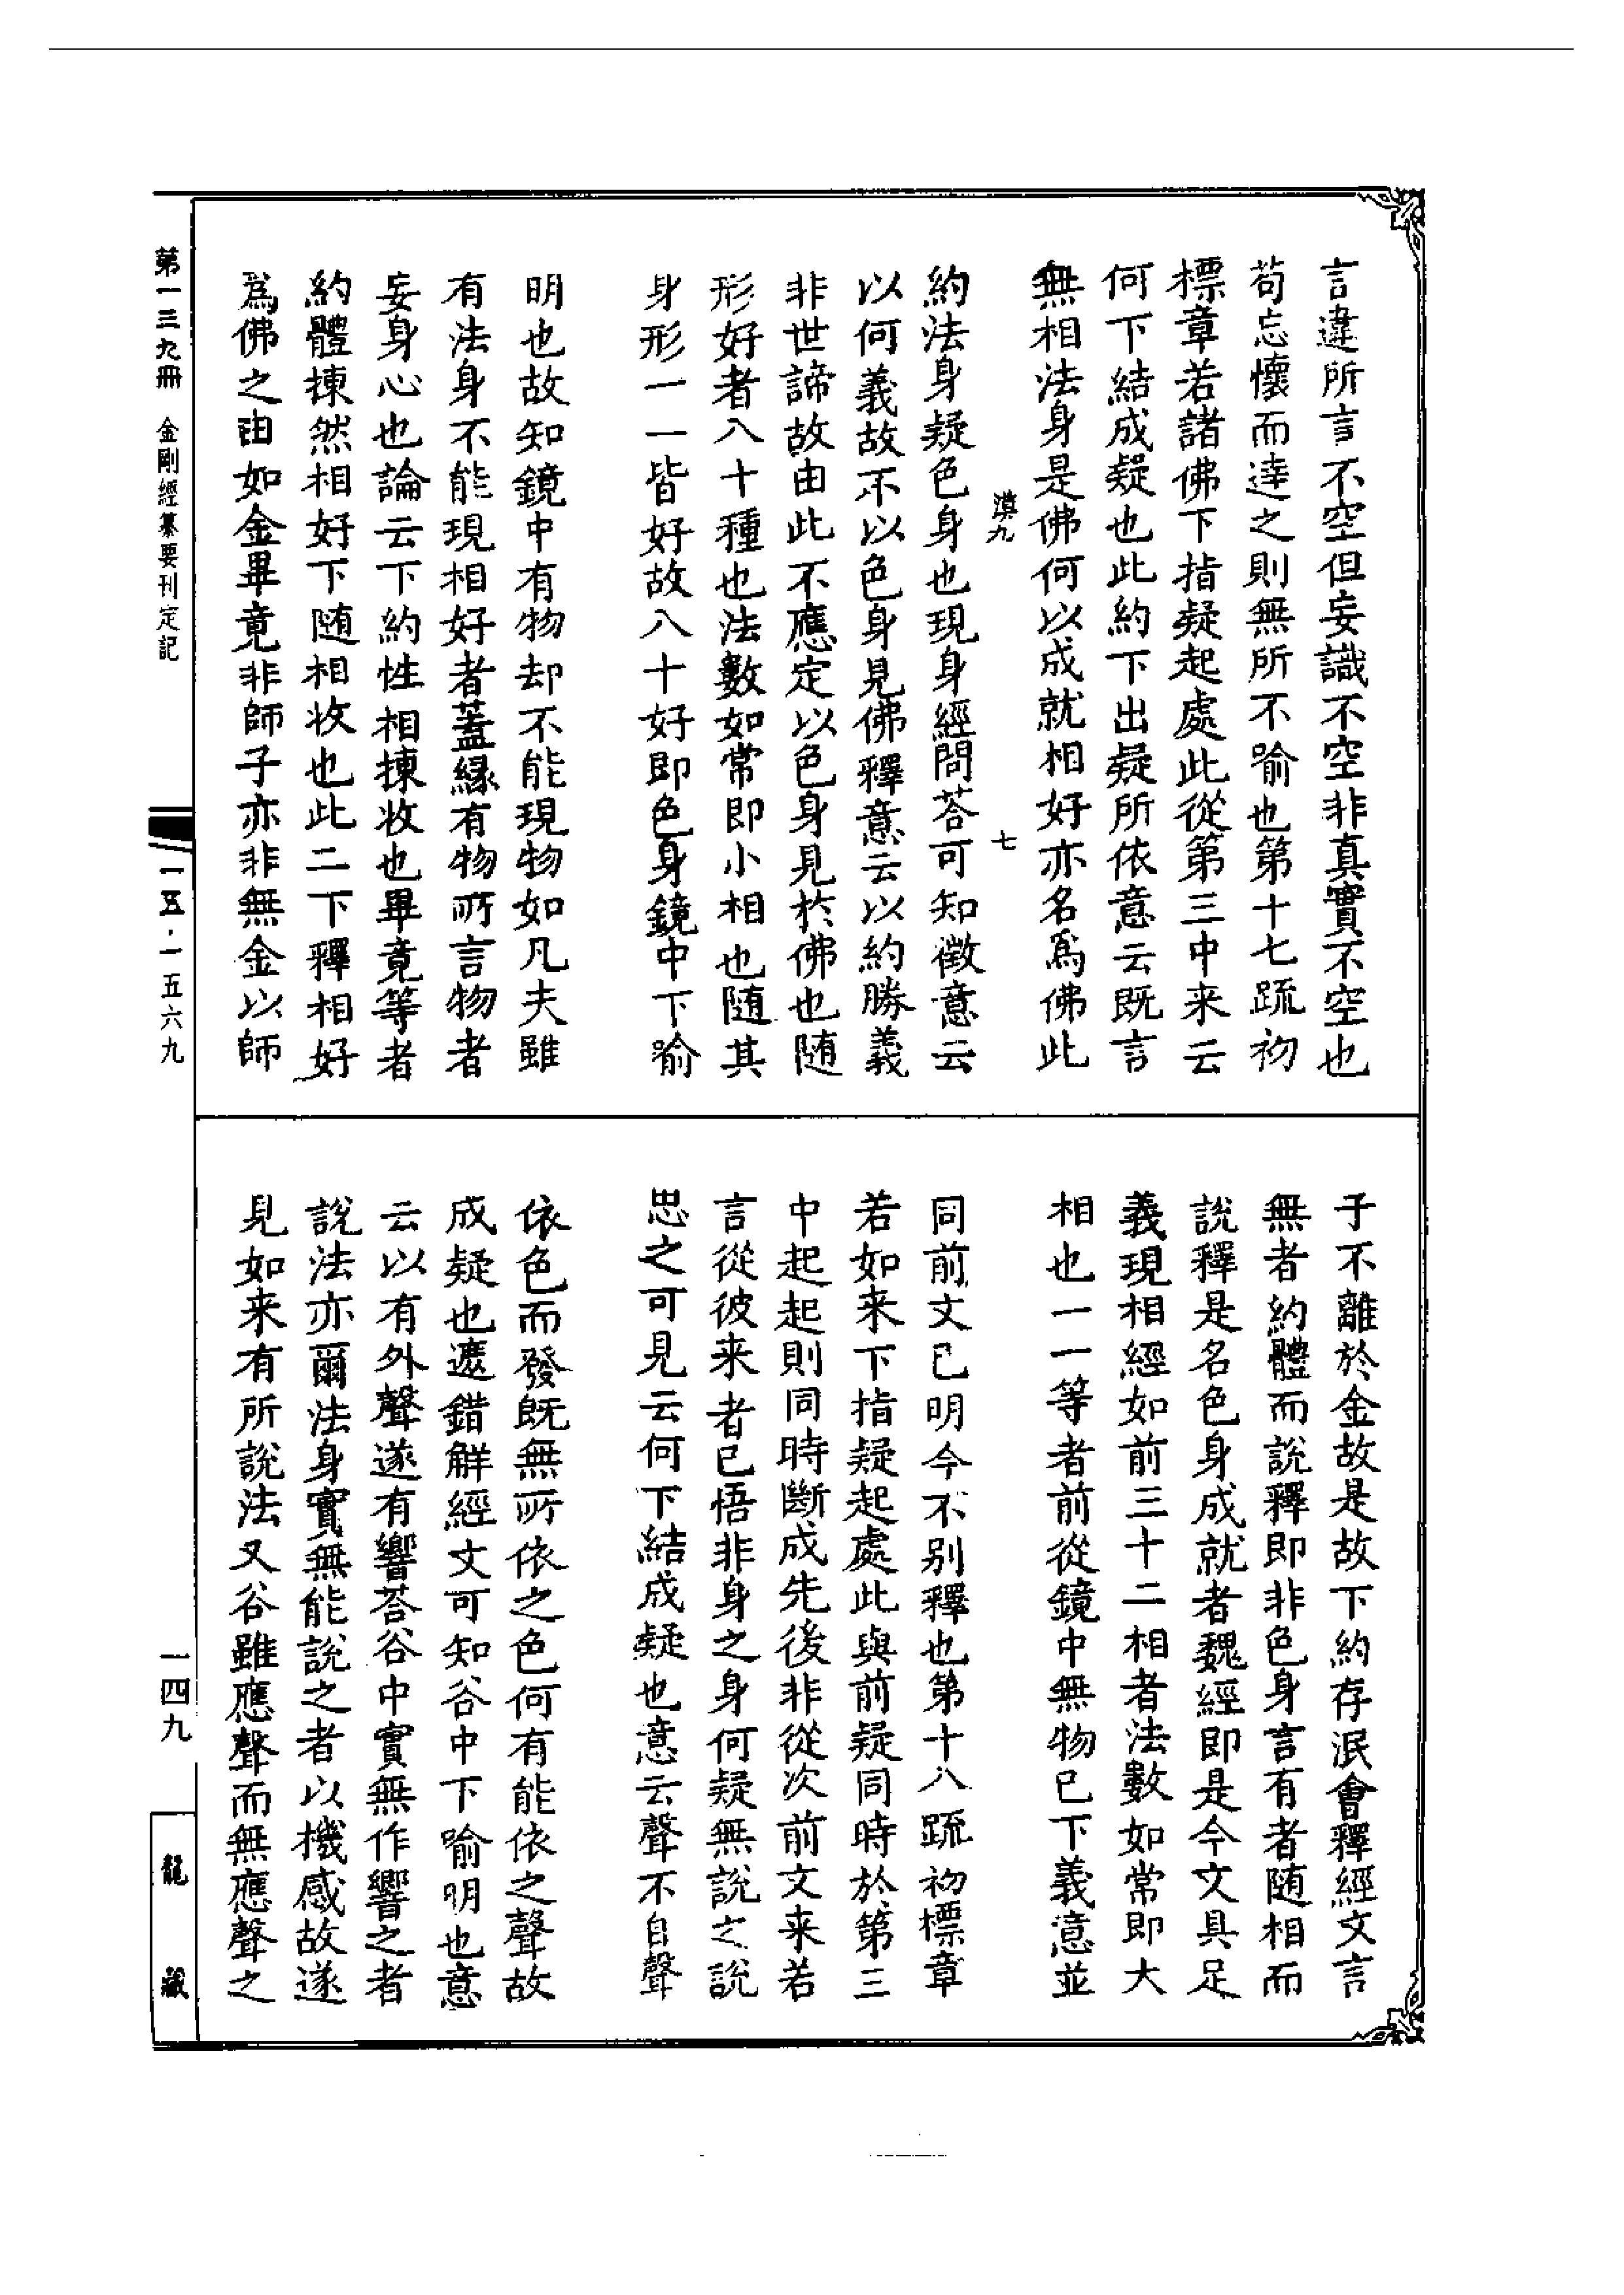 言違所言不空但妄識不空非真實不空也
苟忘懷而達之則無所不喻也第十七疏初
標章若諸佛下指疑起處此從第三中来云
何下結成疑也此約下出疑所依意云既言
無相法身是佛何以成就相好亦名爲佛此
漠九 七
約法身疑色身也現身經問荅可知徵意云
以何義故不以色身見佛釋意云以約勝義
非世諦故由此不應定以色身見於佛也随
形好者八十種也法數如常即小相也随其
身形一一皆好故八十好即色身鏡中下喻
明也故知鏡中有物却不能現物如凡夫雖
有法身不能現相好者蓋縁有物所言物者
妄身心也論云下約性相揀收也畢竟等者
約體揀然相好下随相收也此二下釋相好
爲佛之由如金畢竟非師子亦非無金以師
子不離於金故是故下約存泯會釋經文言
無者約體而說釋即非色身言有者随相而
說釋是名色身成就者魏經即是今文具足
義現相經如前三十二相者法數如常即大
相也一一等者前從鏡中無物已下義意並
同前文已明今不别釋也第十八疏初標章
若如来下指疑起處此與前疑同時於第三
中起起則同時斷成先後非從次前文来若
言從彼来者已悟非身之身何疑無說之說
思之可見云何下結成疑也意云聲不自聲
依色而發既無所依之色何有能依之聲故
成疑也遮錯解經文可知谷中下喻明也意
云以有外聲遂有響荅谷中實無作響之者
說法亦爾法身實無能說之者以機感故遂
見如来有所說法又谷雖應聲而無應聲之
第一三九冊 金剛經纂要刊定記
一五·一五六九
一四九
龍藏